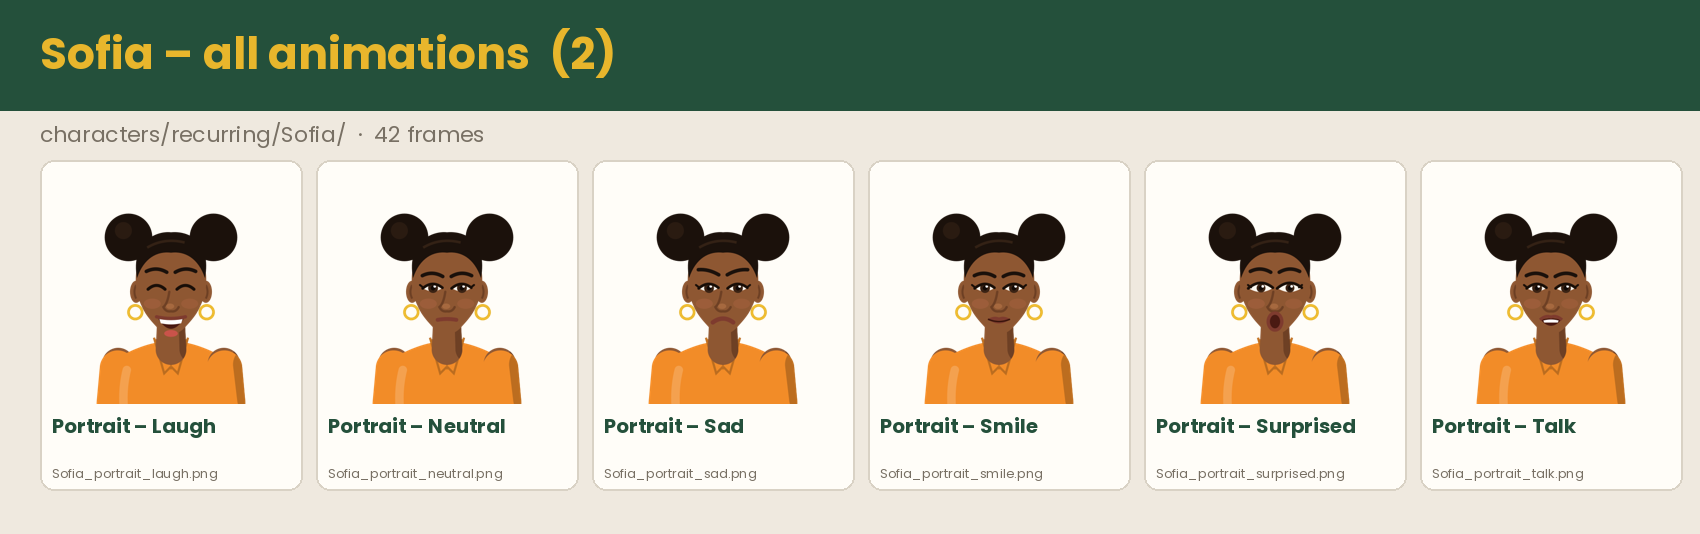 Sofia – all animations (2)
characters/recurring/Sofia/ · 42 frames
Portrait – Laugh
Sofia_portrait_laugh.png
Portrait – Neutral
Sofia_portrait_neutral.png
Portrait – Sad
Sofia_portrait_sad.png
Portrait – Smile
Sofia_portrait_smile.png
Portrait – Surprised
Sofia_portrait_surprised.png
Portrait – Talk
Sofia_portrait_talk.png